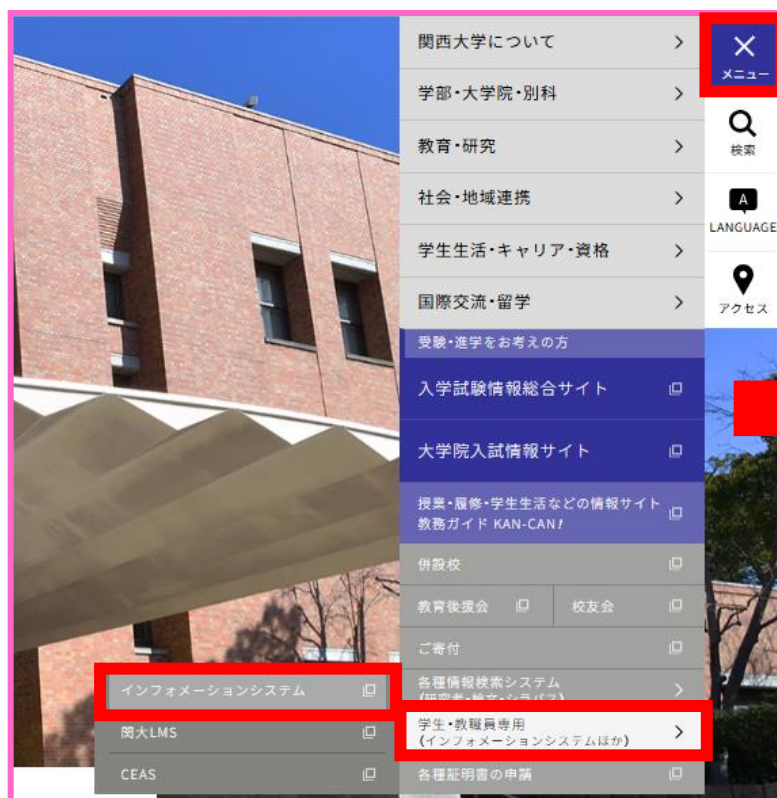 関西大学について
学部・大学院・別科
教育・研究
社会・地域連携
学生生活・キャリア・資格
国際交流・留学
受験・進学をお考えの方
入学試験情報総合サイト
大学院入試情報サイト
授業・履修・学生生活などの情報サイト
教務ガイド KAN-CAN!
併設校
教育後援会
校友会
ご寄付
各種情報検索システム
(研究者・論文・シラバス)
学生・教職員専用
(インフォメーションシステムほか)
各種証明書の申請
インフォメーションシステム
関大LMS
CEAS
メニュー
検索
A
LANGUAGE
アクセス